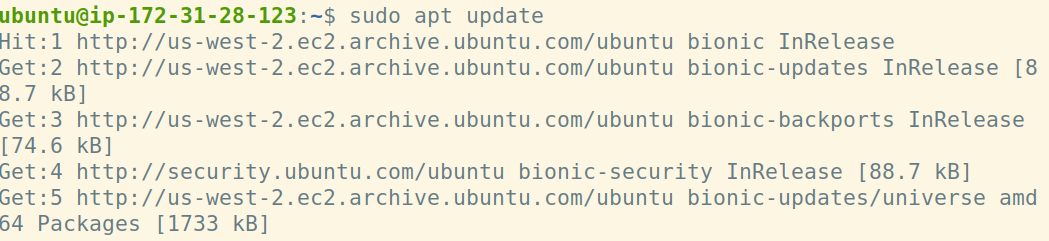 ubuntu@ip-172-31-28-123:~$ sudo apt update
Hit:1 http://us-west-2.ec2.archive.ubuntu.com/ubuntu bionic InRelease
Get:2 http://us-west-2.ec2.archive.ubuntu.com/ubuntu bionic-updates InRelease [8
8.7 kB]
Get:3 http://us-west-2.ec2.archive.ubuntu.com/ubuntu bionic-backports InRelease
[74.6 kB]
Get:4 http://security.ubuntu.com/ubuntu bionic-security InRelease [88.7 kB]
Get:5 http://us-west-2.ec2.archive.ubuntu.com/ubuntu bionic-updates/universe amd
64 Packages [1733 kB]